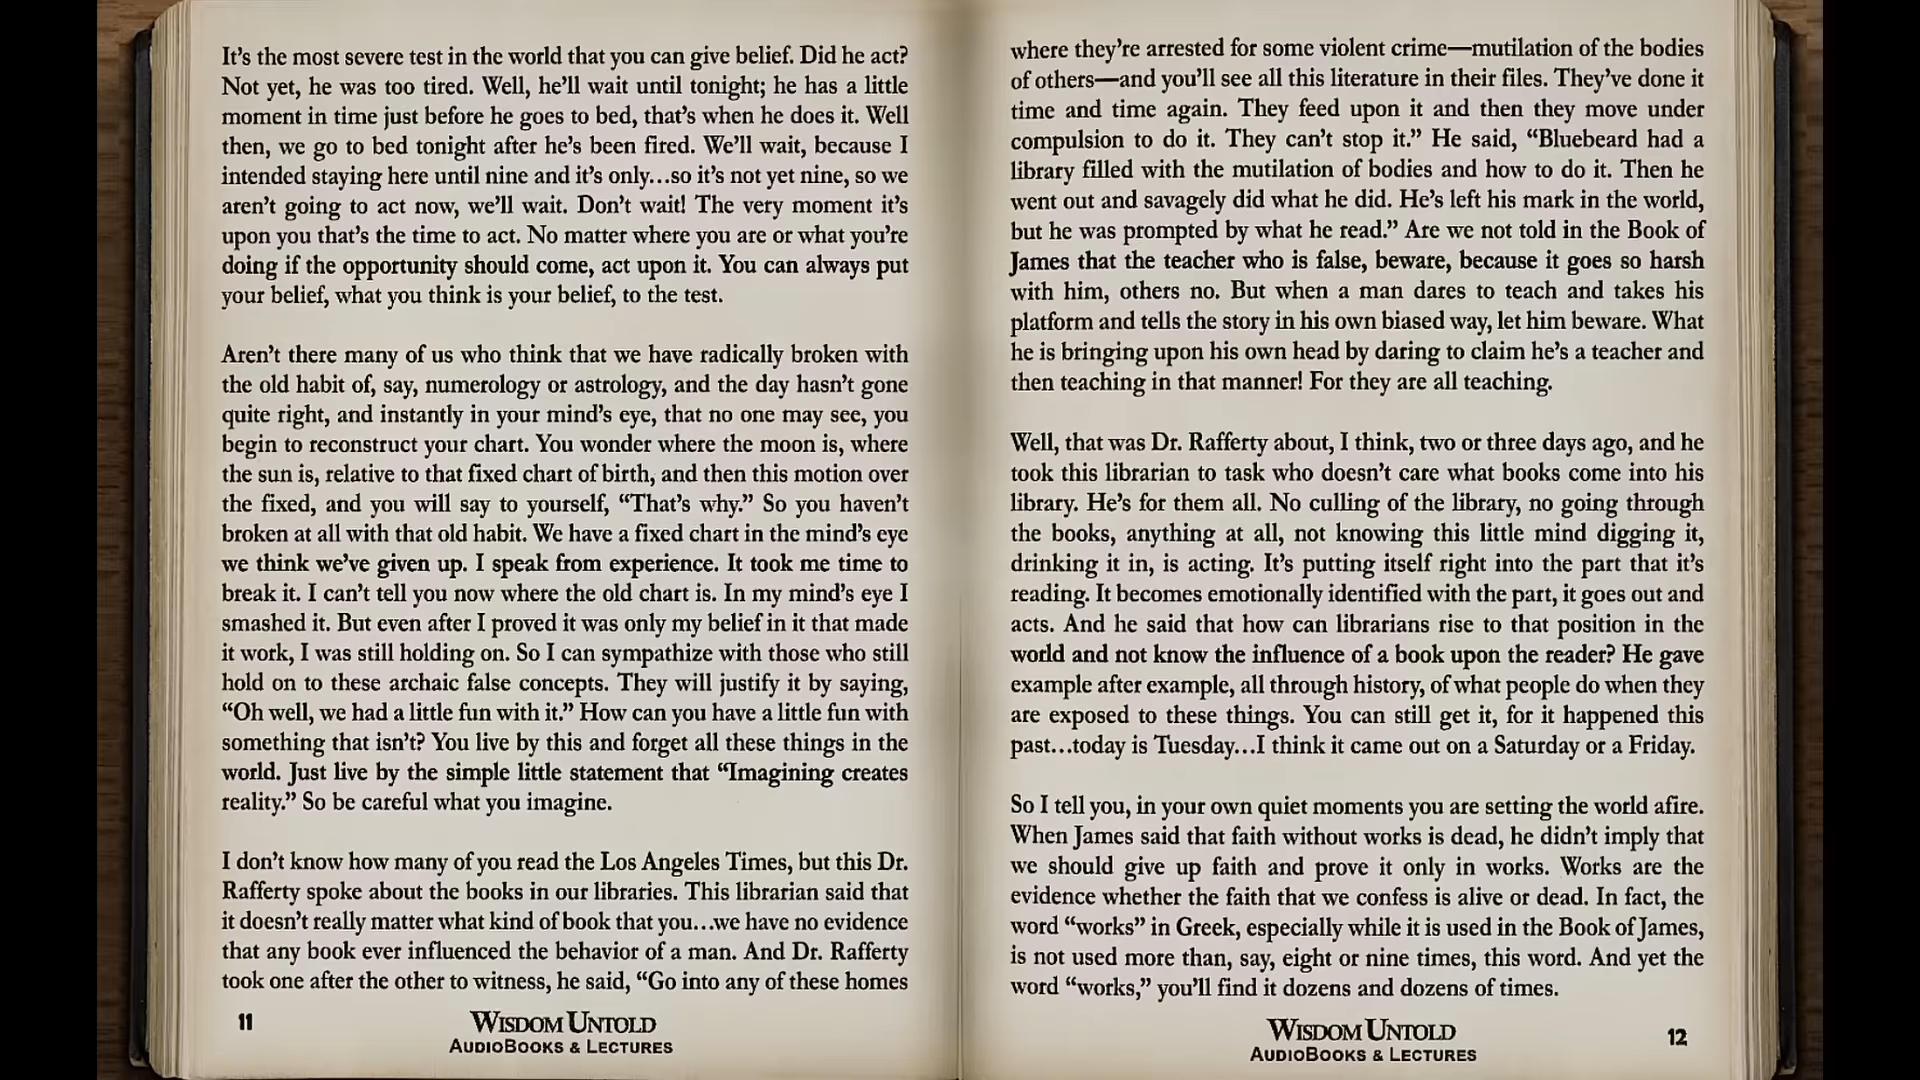 It's the most severe test in the world that you can give belief. Did he act?
Not yet, he was too tired. Well, he'll wait until tonight; he has a little
moment in time just before he goes to bed, that's when he does it. Well
then, we go to bed tonight after he's been fired. We'll wait, because I
intended staying here until nine and it's only…so it's not yet nine, so we
aren't going to act now, we'll wait. Don't wait! The very moment it's
upon you that's the time to act. No matter where you are or what you're
doing if the opportunity should come, act upon it. You can always put
your belief, what you think is your belief, to the test.
Aren't there many of us who think that we have radically broken with
the old habit of, say, numerology or astrology, and the day hasn't gone
quite right, and instantly in your mind's eye, that no one may see, you
begin to reconstruct your chart. You wonder where the moon is, where
the sun is, relative to that fixed chart of birth, and then this motion over
the fixed, and you will say to yourself, “That's why.” So you haven't
broken at all with that old habit. We have a fixed chart in the mind's eye
we think we've given up. I speak from experience. It took me time to
break it. I can't tell you now where the old chart is. In my mind's eye I
smashed it. But even after I proved it was only my belief in it that made
it work, I was still holding on. So I can sympathize with those who still
hold on to these archaic false concepts. They will justify it by saying,
“Oh well, we had a little fun with it.” How can you have a little fun with
something that isn't? You live by this and forget all these things in the
world. Just live by the simple little statement that “Imagining creates
reality.” So be careful what you imagine.
I don't know how many of you read the Los Angeles Times, but this Dr.
Rafferty spoke about the books in our libraries. This librarian said that
it doesn't really matter what kind of book that you…we have no evidence
that any book ever influenced the behavior of a man. And Dr. Rafferty
took one after the other to witness, he said, “Go into any of these homes
11
WISDOM UNTOLD
AUDIOBOOKS & LECTURES
where they're arrested for some violent crime—mutilation of the bodies
of others—and you'll see all this literature in their files. They've done it
time and time again. They feed upon it and then they move under
compulsion to do it. They can't stop it.” He said, “Bluebeard had a
library filled with the mutilation of bodies and how to do it. Then he
went out and savagely did what he did. He's left his mark in the world,
but he was prompted by what he read.” Are we not told in the Book of
James that the teacher who is false, beware, because it goes so harsh
with him, others no. But when a man dares to teach and takes his
platform and tells the story in his own biased way, let him beware. What
he is bringing upon his own head by daring to claim he's a teacher and
then teaching in that manner! For they are all teaching.
Well, that was Dr. Rafferty about, I think, two or three days ago, and he
took this librarian to task who doesn't care what books come into his
library. He's for them all. No culling of the library, no going through
the books, anything at all, not knowing this little mind digging it,
drinking it in, is acting. It's putting itself right into the part that it's
reading. It becomes emotionally identified with the part, it goes out and
acts. And he said that how can librarians rise to that position in the
world and not know the influence of a book upon the reader? He gave
example after example, all through history, of what people do when they
are exposed to these things. You can still get it, for it happened this
past…today is Tuesday…I think it came out on a Saturday or a Friday.
So I tell you, in your own quiet moments you are setting the world afire.
When James said that faith without works is dead, he didn't imply that
we should give up faith and prove it only in works. Works are the
evidence whether the faith that we confess is alive or dead. In fact, the
word “works” in Greek, especially while it is used in the Book of James,
is not used more than, say, eight or nine times, this word. And yet the
word “works,” you'll find it dozens and dozens of times.
WISDOM UNTOLD
AUDIOBOOKS & LECTURES
12